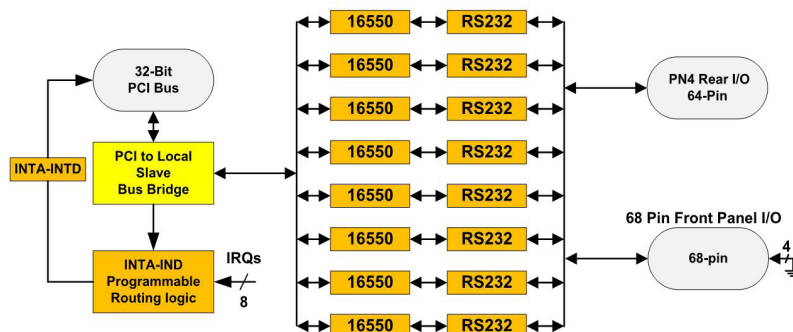 32-Bit
PCI Bus
INTA-INTD
PCI to Local
Slave
Bus Bridge
INTA-IND
Programmable
Routing logic
IRQs
8
16550 RS232
16550 RS232
16550 RS232
16550 RS232
16550 RS232
16550 RS232
16550 RS232
16550 RS232
PN4 Rear I/O
64-Pin
68 Pin Front Panel I/O
68-pin
4